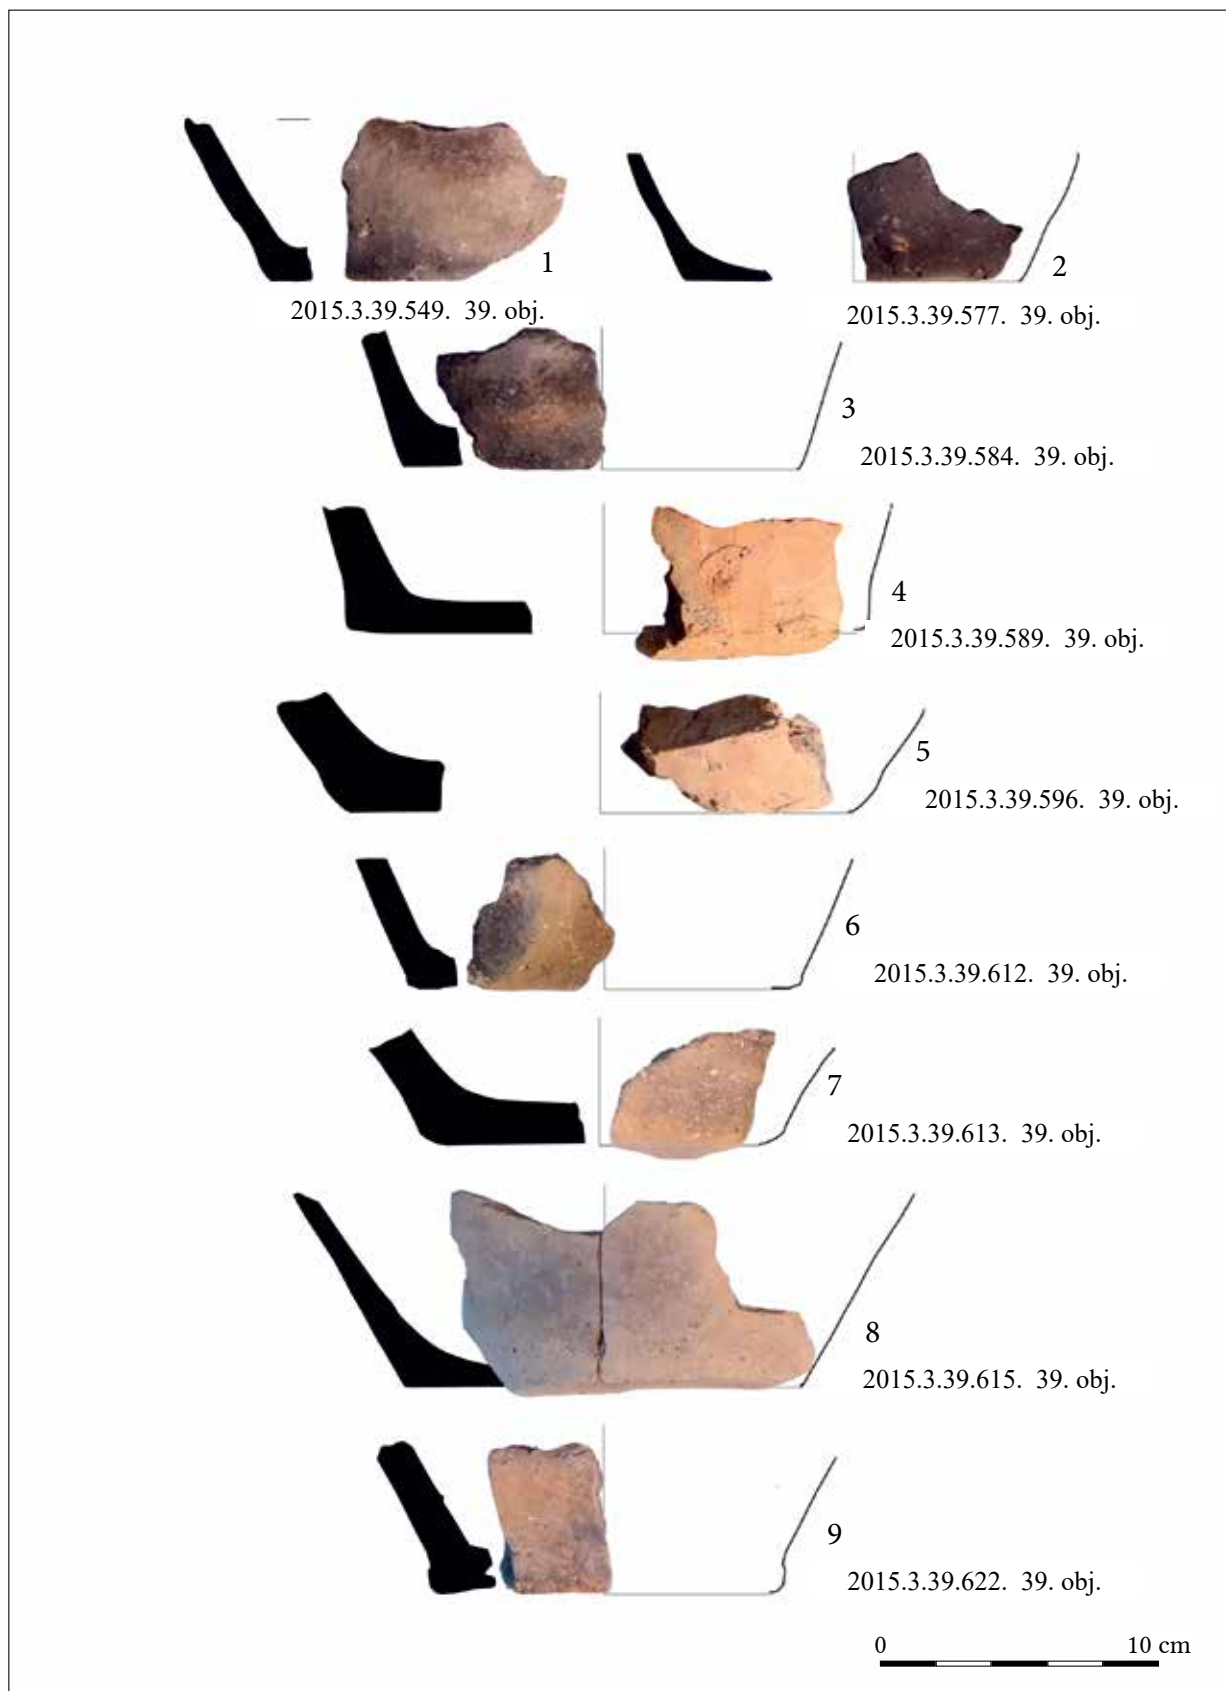 1
2015.3.39.549. 39. obj.
2
2015.3.39.577. 39. obj.
3
2015.3.39.584. 39. obj.
4
2015.3.39.589. 39. obj.
5
2015.3.39.596. 39. obj.
6
2015.3.39.612. 39. obj.
7
2015.3.39.613. 39. obj.
8
2015.3.39.615. 39. obj.
9
2015.3.39.622. 39. obj.
0 10 cm